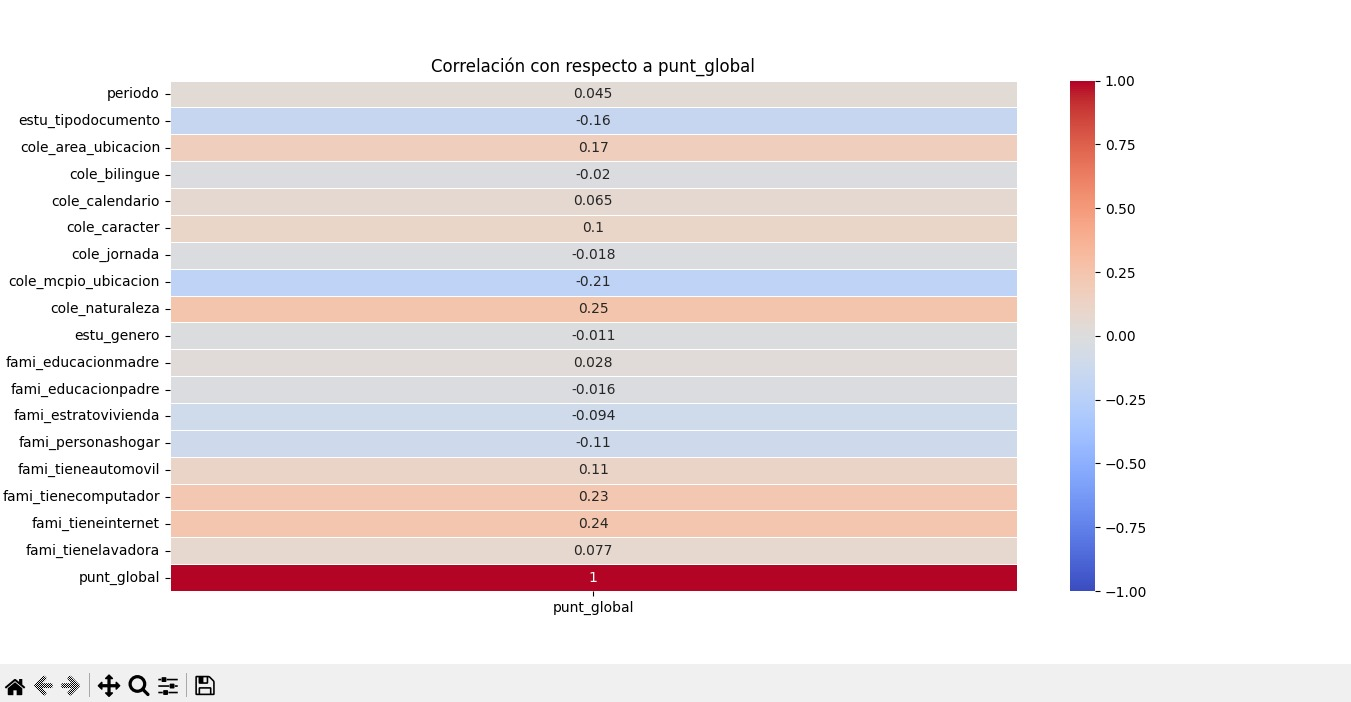 Correlación con respecto a punt_global
periodo 0.045
estu_tipodocumento -0.16
cole_area_ubicacion 0.17
cole_bilingue -0.02
cole_calendario 0.065
cole_caracter 0.1
cole_jornada -0.018
cole_mcpio_ubicacion -0.21
cole_naturaleza 0.25
estu_genero -0.011
fami_educacionmadre 0.028
fami_educacionpadre -0.016
fami_estratovivienda -0.094
fami_personashogar -0.11
fami_tieneautomovil 0.11
fami_tienecomputador 0.23
fami_tieneinternet 0.24
fami_tienelavadora 0.077
punt_global 1
punt_global
1.00
0.75
0.50
0.25
0.00
−0.25
−0.50
−0.75
−1.00